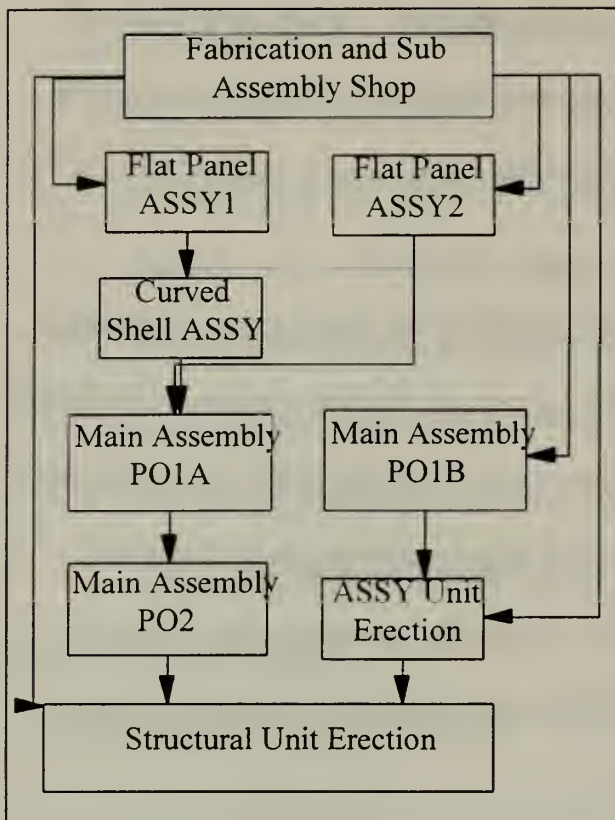 Fabrication and Sub
Assembly Shop
Flat Panel
ASSY1
Flat Panel
ASSY2
Curved
Shell ASSY
Main Assembly
PO1A
Main Assembly
PO1B
Main Assembly
PO2
ASSY Unit
Erection
Structural Unit Erection